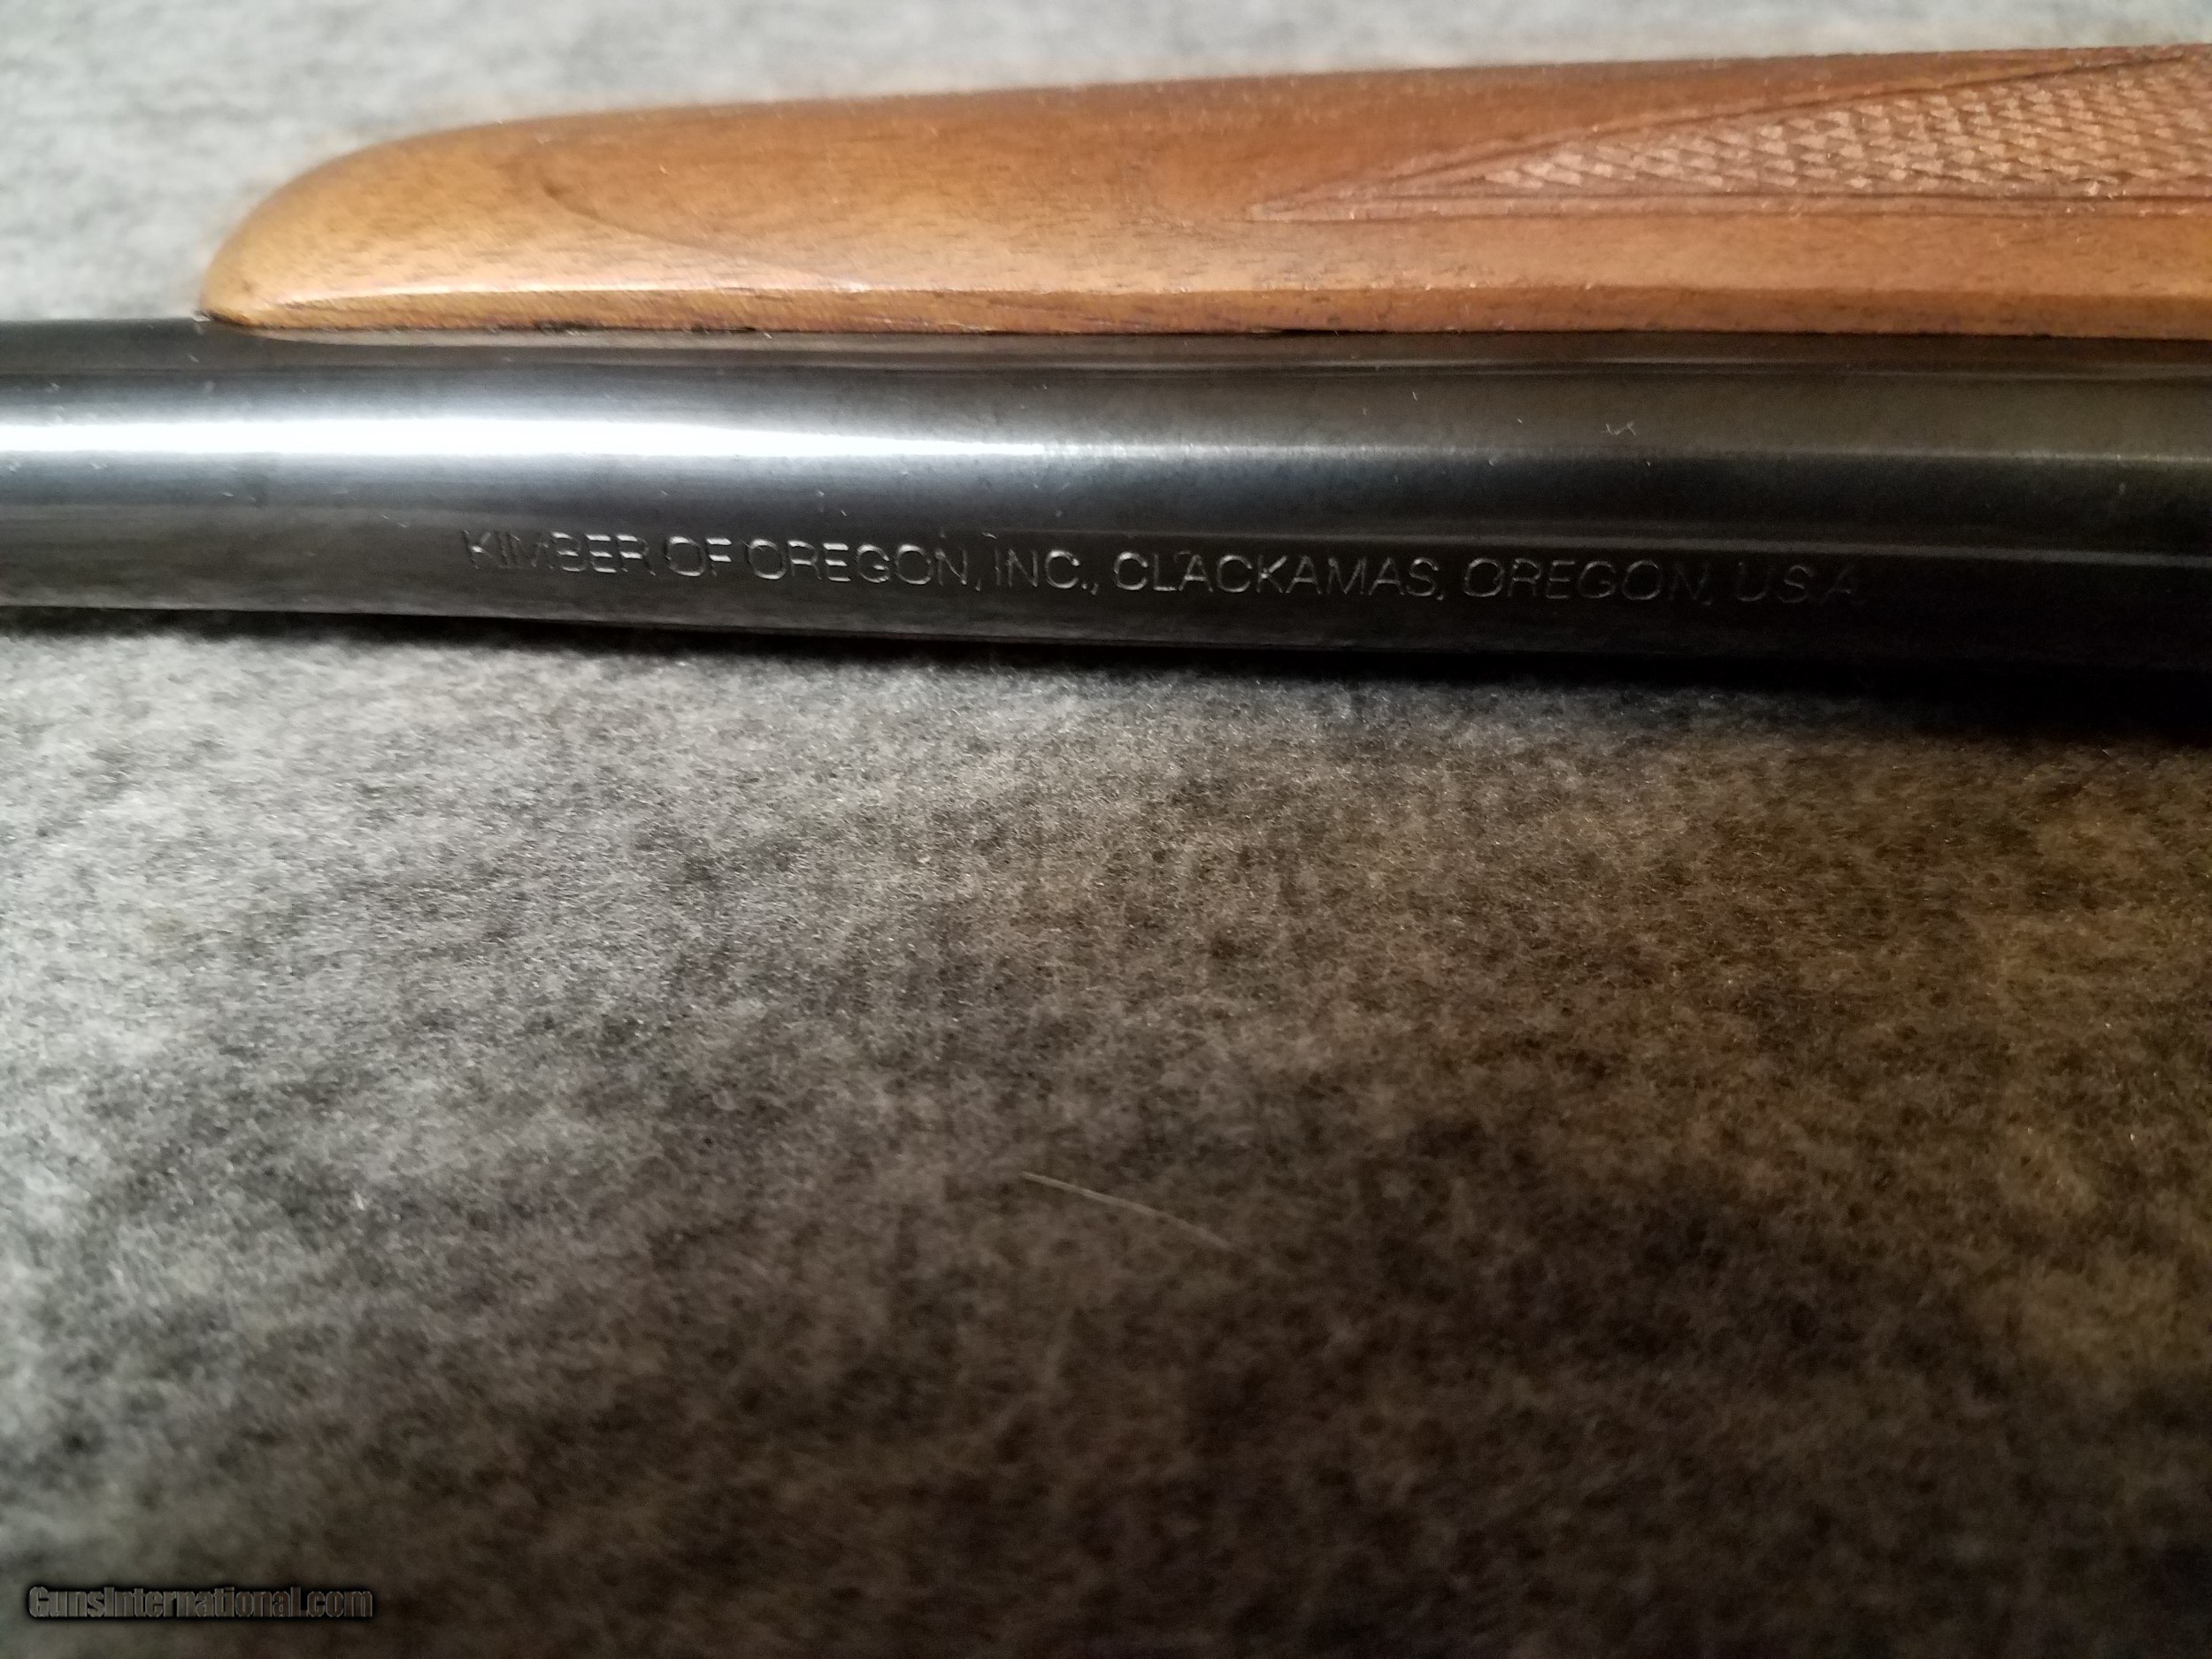 KIMBER OF OREGON, INC., CLACKAMAS, OREGON, U.S.A.
GunsInternational.com